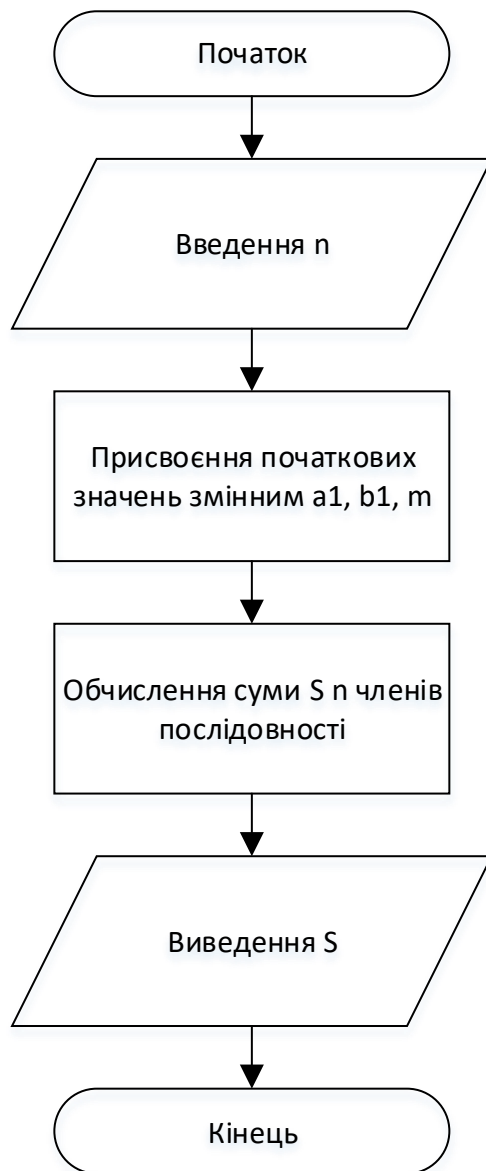 Початок
Введення n
Присвоєння початкових
значень змінним a1, b1, m
Обчислення суми S n членів
послідовності
Виведення S
Кінець